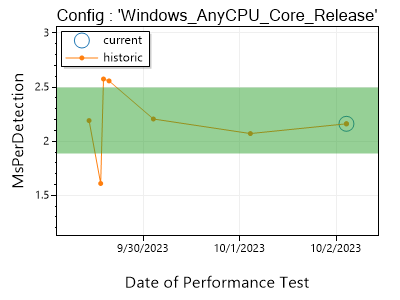 Config : 'Windows_AnyCPU_Core_Release'
current
historic
3
2.5
2
1.5
MsPerDetection
9/30/2023
10/1/2023
10/2/2023
Date of Performance Test